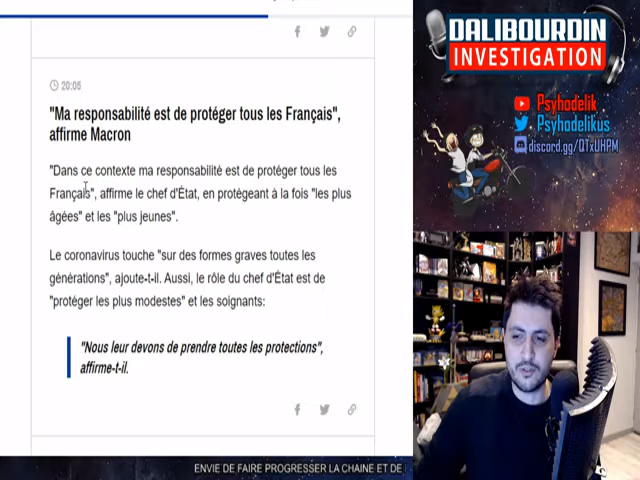 20:05
"Ma responsabilité est de protéger tous les Français",
affirme Macron
"Dans ce contexte ma responsabilité est de protéger tous les
Français", affirme le chef d'État, en protégeant à la fois "les plus
âgées" et les "plus jeunes".
Le coronavirus touche "sur des formes graves toutes les
générations", ajoute-t-il. Aussi, le rôle du chef d'État est de
"protéger les plus modestes" et les soignants:
"Nous leur devons de prendre toutes les protections",
affirme-t-il.
DALIBOURDIN
INVESTIGATION
Psyhodelik
Psyhodelikus
discord.gg/QTxUHPM
ENVIE DE FAIRE PROGRESSER LA CHAINE ET DE